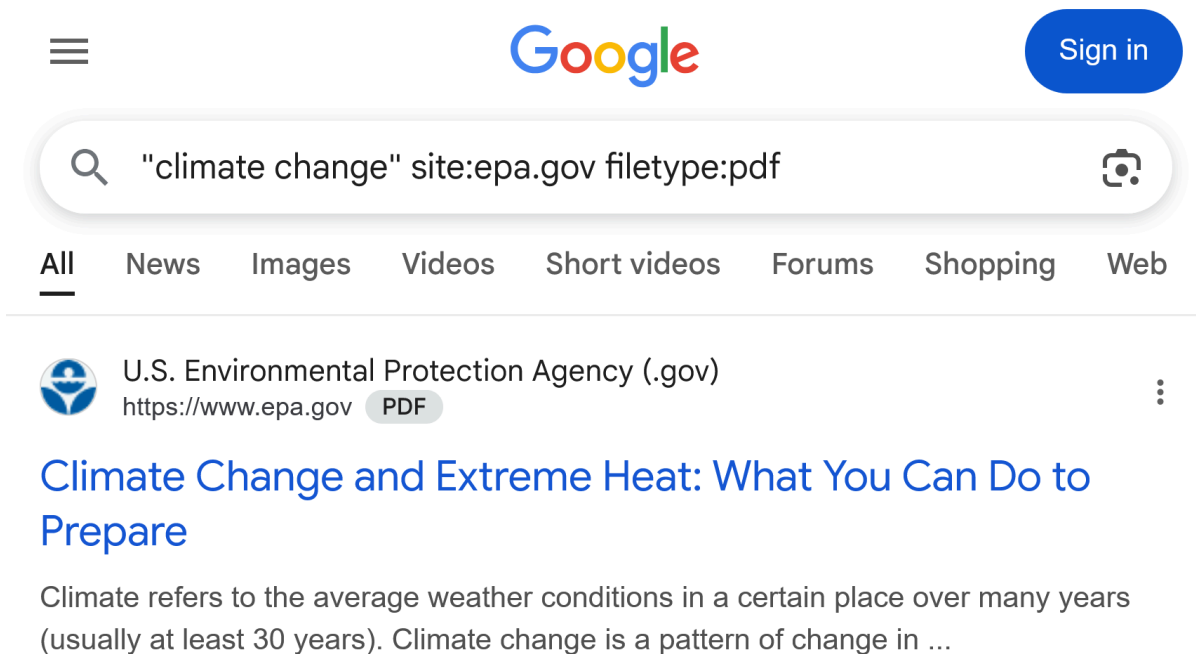 Google
Sign in
"climate change" site:epa.gov filetype:pdf
All News Images Videos Short videos Forums Shopping Web
U.S. Environmental Protection Agency (.gov)
https://www.epa.gov PDF
Climate Change and Extreme Heat: What You Can Do to
Prepare
Climate refers to the average weather conditions in a certain place over many years
(usually at least 30 years). Climate change is a pattern of change in ...